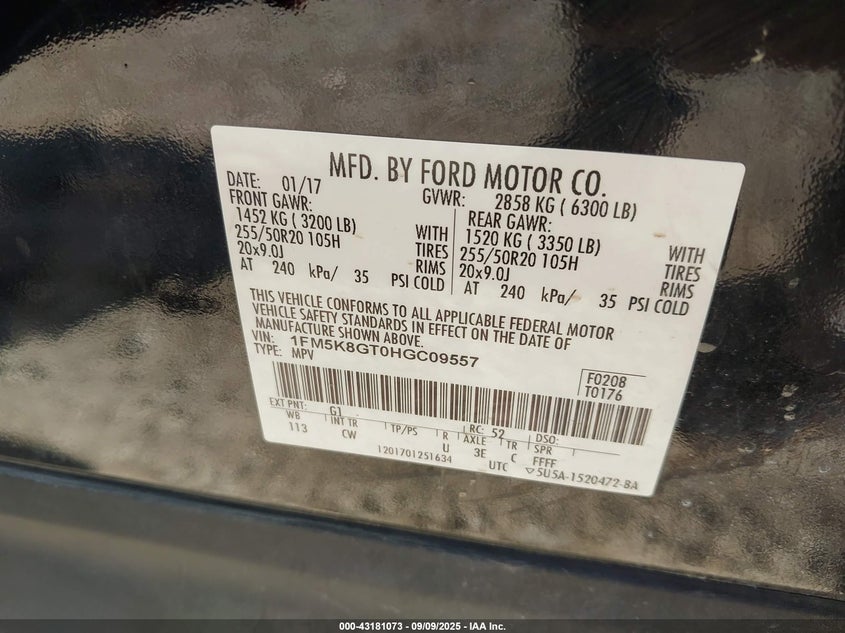 MFD. BY FORD MOTOR CO.
DATE: 01/17 GVWR: 2858 KG ( 6300 LB)
FRONT GAWR: REAR GAWR:
1452 KG ( 3200 LB) WITH 1520 KG ( 3350 LB) WITH
255/50R20 105H TIRES 255/50R20 105H TIRES
20x9.0J RIMS 20x9.0J RIMS
AT 240 kPa/ 35 PSI COLD AT 240 kPa/ 35 PSI COLD
THIS VEHICLE CONFORMS TO ALL APPLICABLE FEDERAL MOTOR
VEHICLE SAFETY STANDARDS IN EFFECT ON THE DATE OF
MANUFACTURE SHOWN ABOVE.
VIN: 1FM5K8GT0HGC09557
TYPE: MPV
F0208
T0176
EXT PNT: G1 RC: 52 DSO:
WB INT TR TP/PS R AXLE TR SPR
113 CW U 3E C FFFF
1201701251634 UTC ▽5U5A-1520472-BA
000-43181073 - 09/09/2025 - IAA Inc.